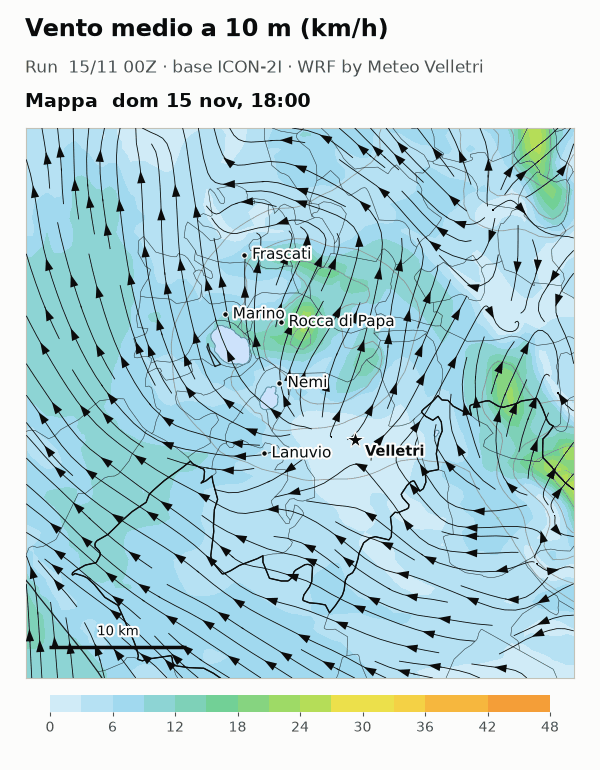 Vento medio a 10 m (km/h)
Run  15/11 00Z · base ICON-2I · WRF by Meteo Velletri
Mappa  dom 15 nov, 18:00
Frascati
Marino
Rocca di Papa
Nemi
Velletri
Lanuvio
10 km
0 6 12 18 24 30 36 42 48